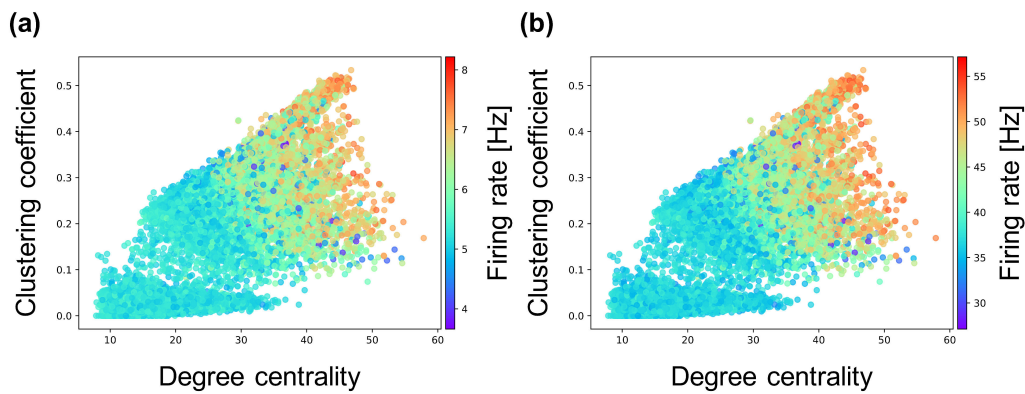 (a)
Clustering coefficient
0.5
0.4
0.3
0.2
0.1
0.0
10 20 30 40 50 60
Degree centrality
8
7
6
5
4
Firing rate [Hz]
(b)
Clustering coefficient
0.5
0.4
0.3
0.2
0.1
0.0
10 20 30 40 50 60
Degree centrality
55
50
45
40
35
30
Firing rate [Hz]